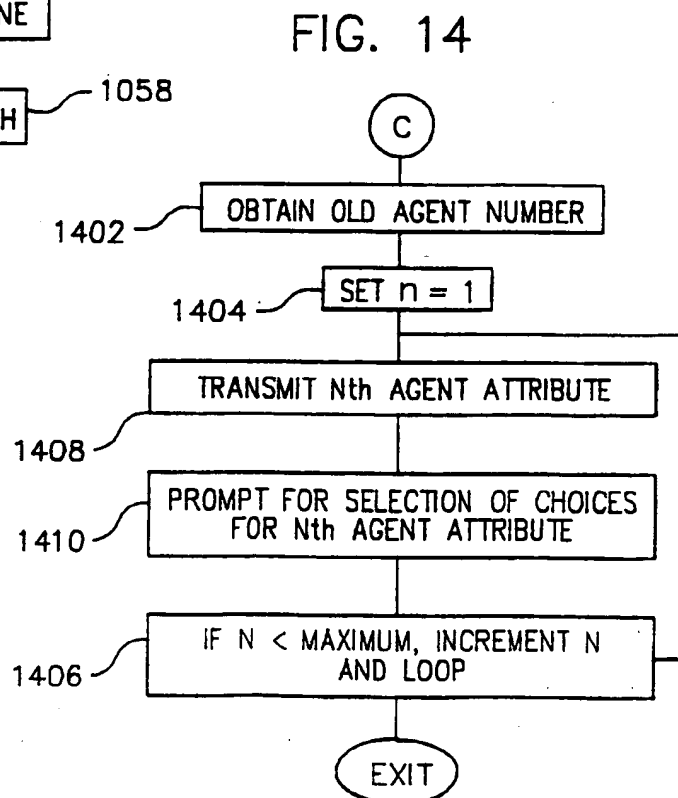 NE
FIG. 14
1058
H
C
OBTAIN OLD AGENT NUMBER
1402
SET n = 1
1404
TRANSMIT Nth AGENT ATTRIBUTE
1408
PROMPT FOR SELECTION OF CHOICES
FOR Nth AGENT ATTRIBUTE
1410
IF N < MAXIMUM, INCREMENT N
AND LOOP
1406
EXIT